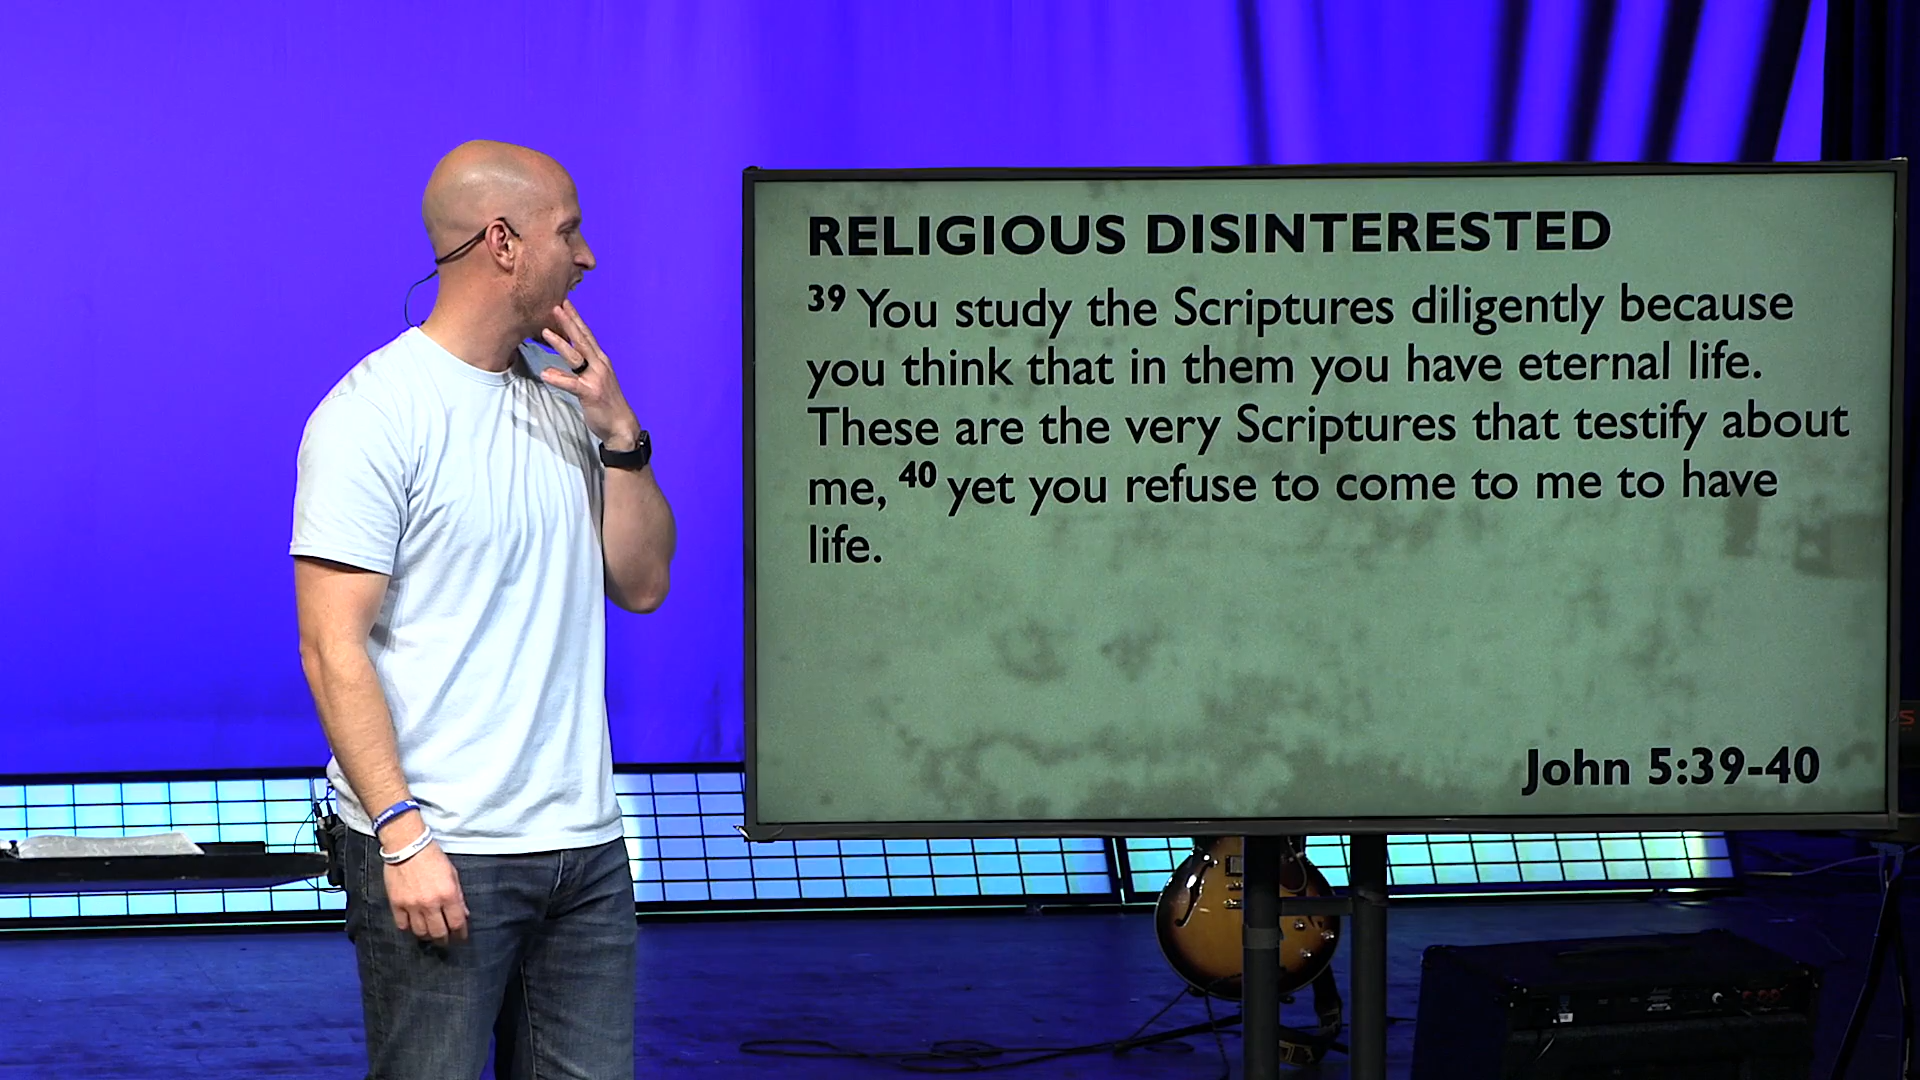 RELIGIOUS DISINTERESTED
39 You study the Scriptures diligently because
you think that in them you have eternal life.
These are the very Scriptures that testify about
me, 40 yet you refuse to come to me to have
life.
John 5:39-40